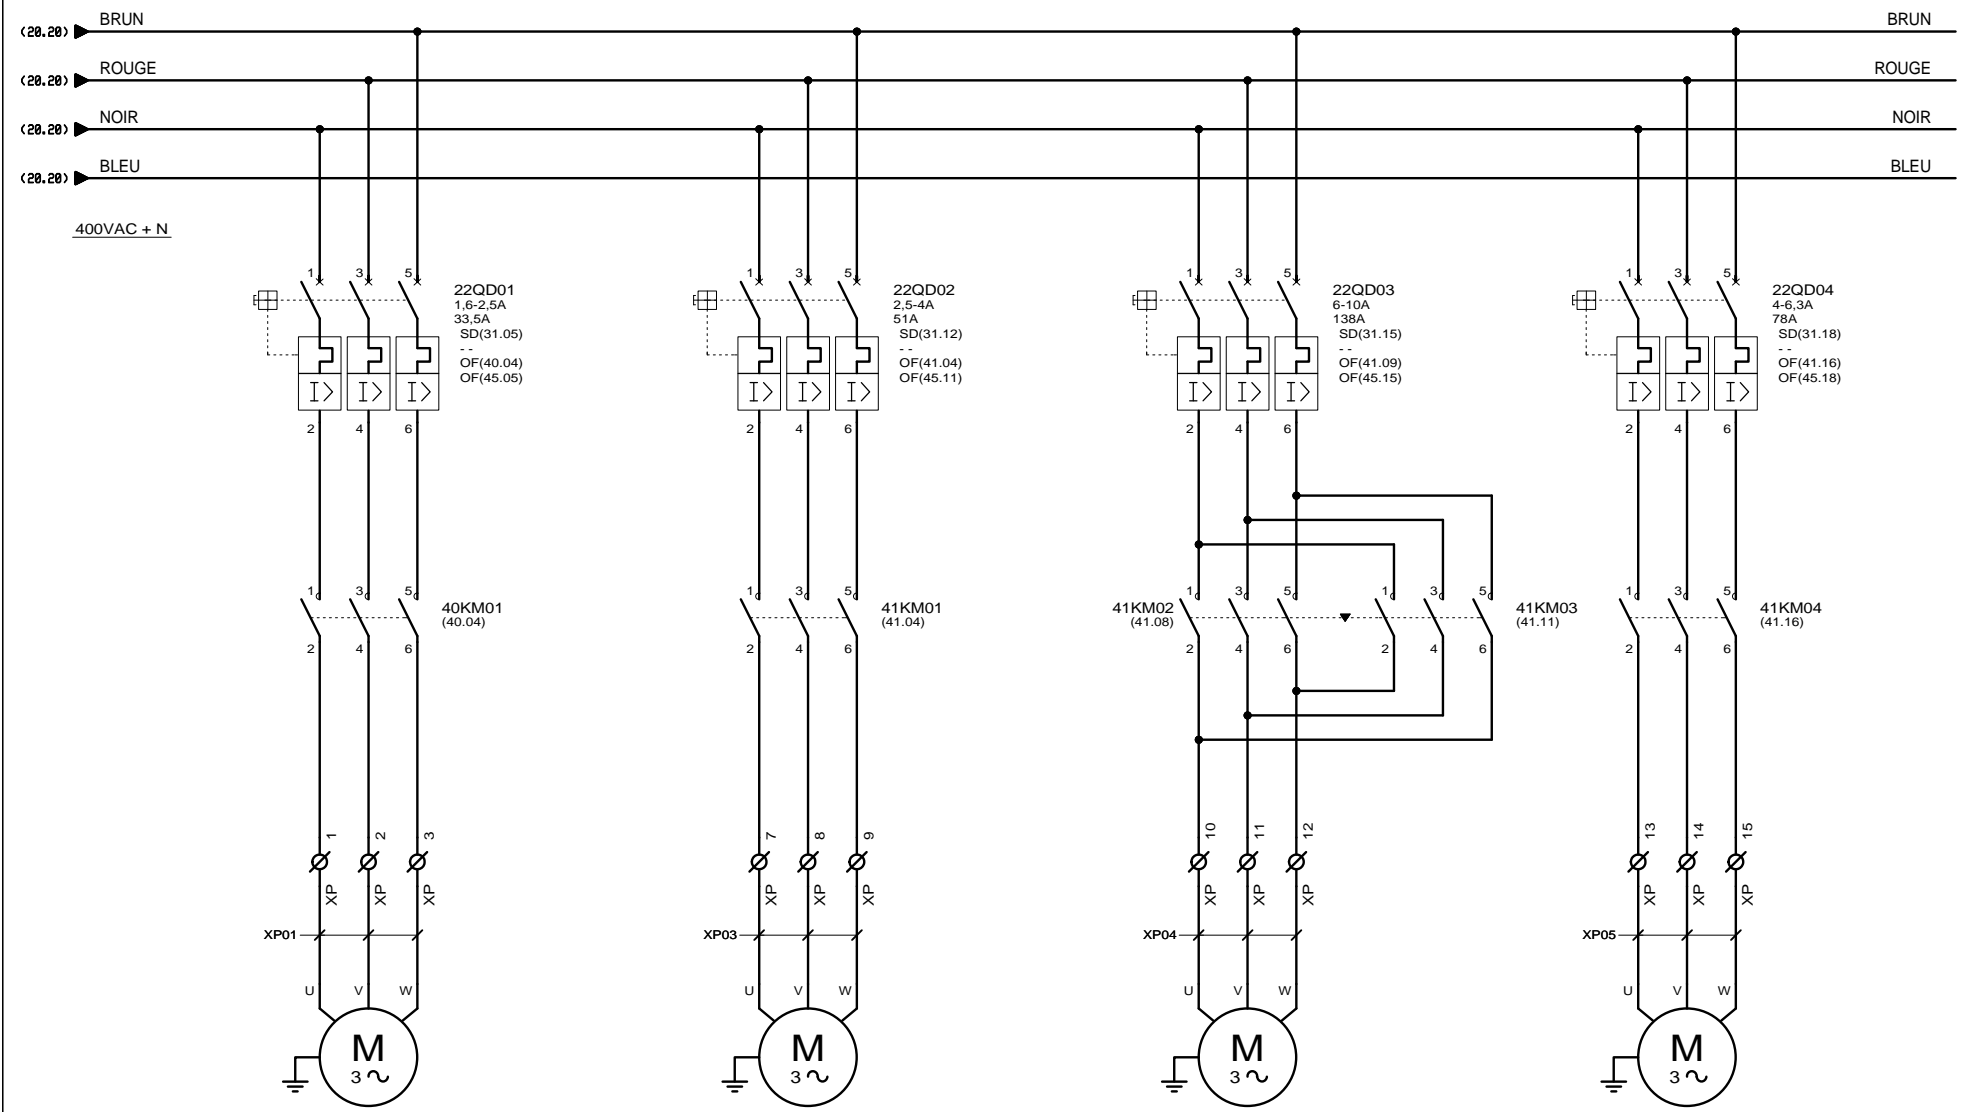 (20.20) BRUN BRUN
(20.20) ROUGE ROUGE
(20.20) NOIR NOIR
(20.20) BLEU BLEU
400VAC + N
1 3 5
22QD01
1,6-2,5A
33,5A
SD(31.05)
- -
OF(40.04)
OF(45.05)
I> I> I>
2 4 6
1 3 5
22QD02
2,5-4A
51A
SD(31.12)
- -
OF(41.04)
OF(45.11)
I> I> I>
2 4 6
1 3 5
22QD03
6-10A
138A
SD(31.15)
- -
OF(41.09)
OF(45.15)
I> I> I>
2 4 6
1 3 5
22QD04
4-6,3A
78A
SD(31.18)
- -
OF(41.16)
OF(45.18)
I> I> I>
2 4 6
1 3 5
40KM01
(40.04)
2 4 6
1 3 5
41KM01
(41.04)
2 4 6
41KM02
(41.08)
1 3 5
2 4 6
1 3 5
41KM03
(41.11)
2 4 6
1 3 5
41KM04
(41.16)
2 4 6
1 2 3
XP XP XP
XP01
U V W
M
3
7 8 9
XP XP XP
XP03
U V W
M
3
10 11 12
XP XP XP
XP04
U V W
M
3
13 14 15
XP XP XP
XP05
U V W
M
3